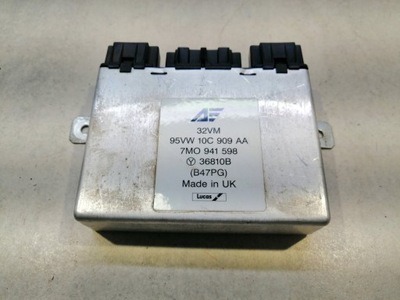 AF
32VM
95VW 10C 909 AA
7MO 941 598
Ⓨ 36810B
(B47PG)
Made in UK
Lucas